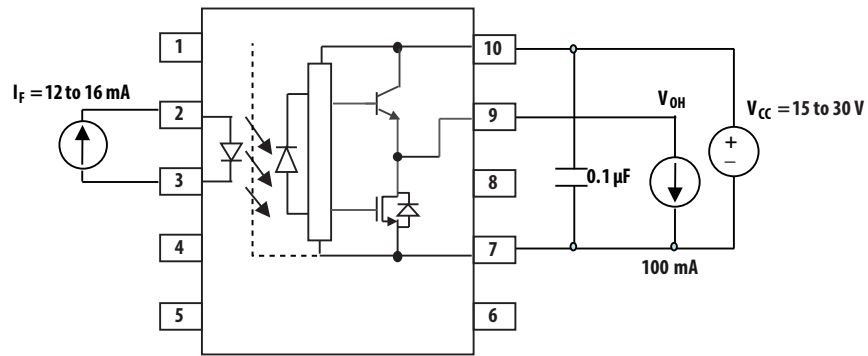 1
10
I_F = 12 to 16 mA
2
9
V_OH
V_CC = 15 to 30 V
+
–
3
8
0.1 µF
4
7
100 mA
5
6